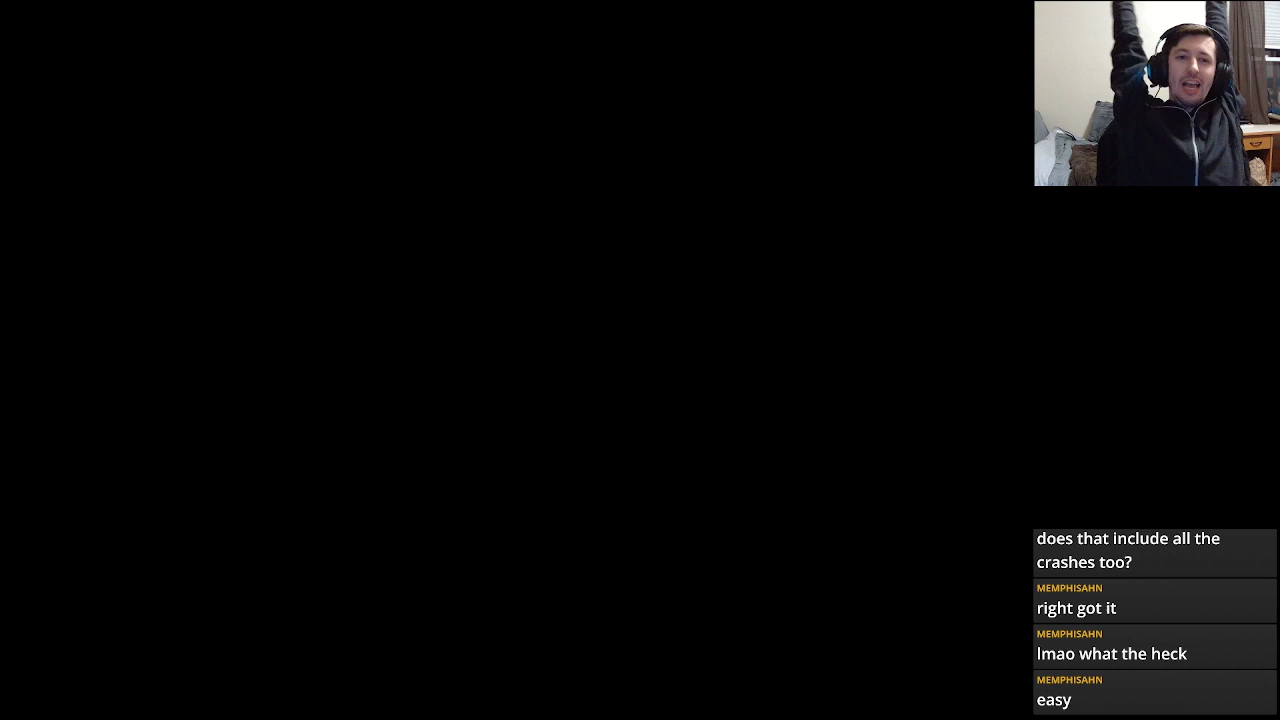 does that include all the
crashes too?
MEMPHISAHN
right got it
MEMPHISAHN
lmao what the heck
MEMPHISAHN
easy